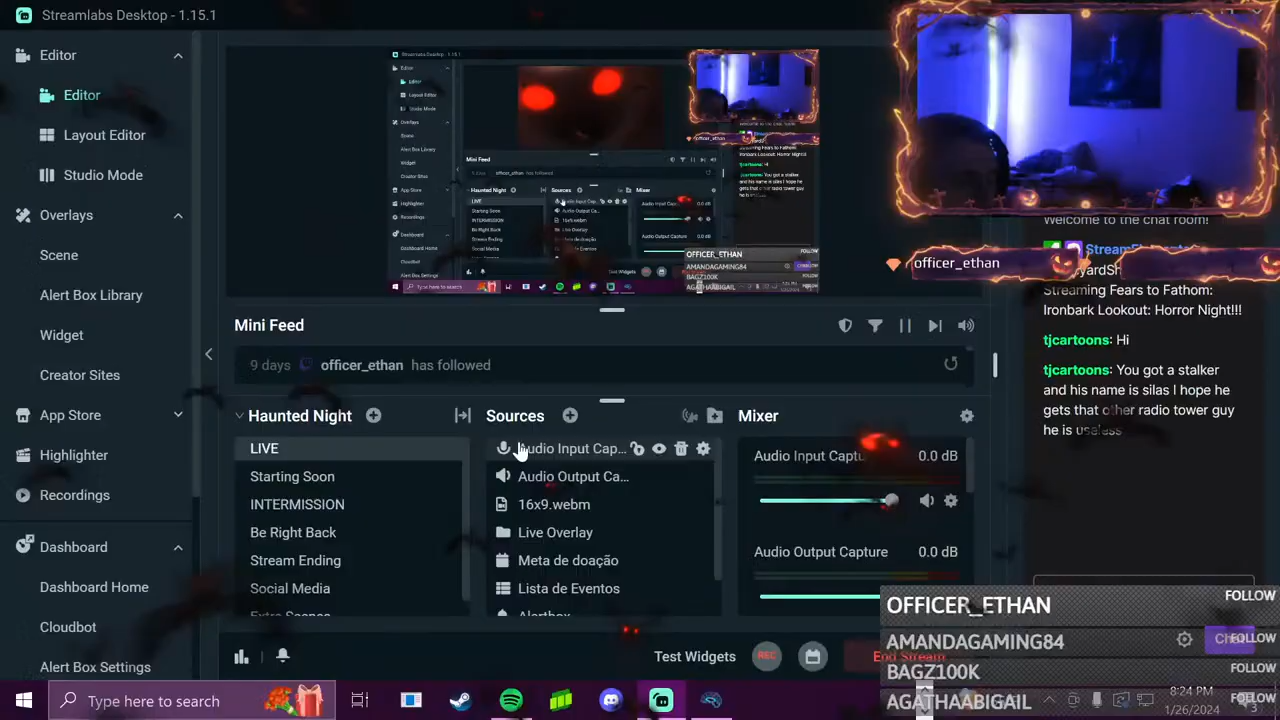 Streamlabs Desktop - 1.15.1
Editor
Editor
Layout Editor
Studio Mode
Overlays
Scene
Alert Box Library
Widget
Creator Sites
App Store
Highlighter
Recordings
Dashboard
Dashboard Home
Cloudbot
Alert Box Settings
Mini Feed
9 days officer_ethan has followed
Haunted Night
LIVE
Starting Soon
INTERMISSION
Be Right Back
Stream Ending
Social Media
Sources
Audio Input Cap...
Audio Output Ca...
16x9.webm
Live Overlay
Meta de doação
Lista de Eventos
Alertbox
Mixer
Audio Input Captu
0.0 dB
Audio Output Capture
0.0 dB
Test Widgets
REC
End Stream
Welcome to the chat room!
officer_ethan
Streaming Fears to Fathom:
Ironbark Lookout: Horror Night!!!
tjcartoons: Hi
tjcartoons: You got a stalker
and his name is silas I hope he
gets that other radio tower guy
he is useless
OFFICER_ETHAN FOLLOW
AMANDAGAMING84 FOLLOW
BAGZ100K FOLLOW
AGATHAABIGAIL FOLLOW
Type here to search
8:24 PM
1/26/2024